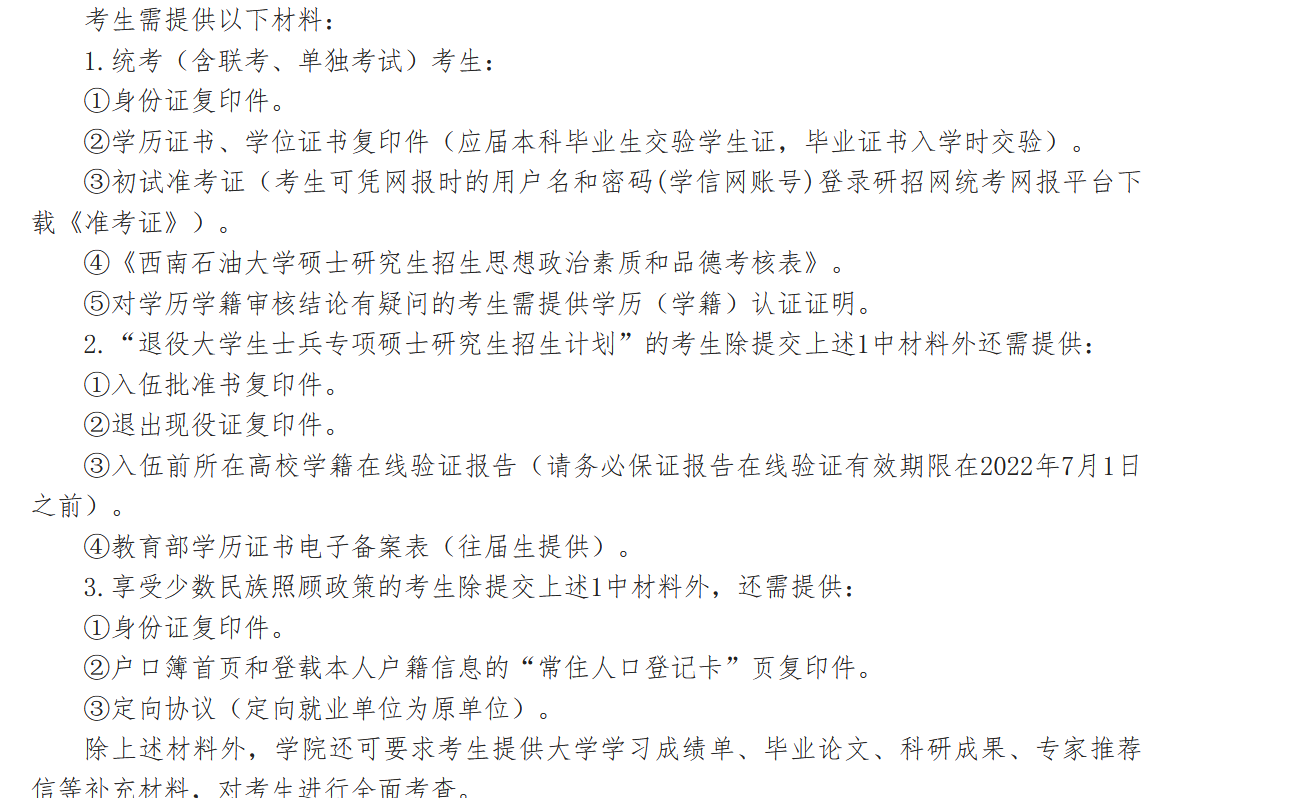 考生需提供以下材料：
1.统考（含联考、单独考试）考生：
①身份证复印件。
②学历证书、学位证书复印件（应届本科毕业生交验学生证，毕业证书入学时交验）。
③初试准考证（考生可凭网报时的用户名和密码(学信网账号)登录研招网统考网报平台下
载《准考证》）。
④《西南石油大学硕士研究生招生思想政治素质和品德考核表》。
⑤对学历学籍审核结论有疑问的考生需提供学历（学籍）认证证明。
2.“退役大学生士兵专项硕士研究生招生计划”的考生除提交上述1中材料外还需提供：
①入伍批准书复印件。
②退出现役证复印件。
③入伍前所在高校学籍在线验证报告（请务必保证报告在线验证有效期限在2022年7月1日
之前）。
④教育部学历证书电子备案表（往届生提供）。
3.享受少数民族照顾政策的考生除提交上述1中材料外，还需提供：
①身份证复印件。
②户口簿首页和登载本人户籍信息的“常住人口登记卡”页复印件。
③定向协议（定向就业单位为原单位）。
除上述材料外，学院还可要求考生提供大学学习成绩单、毕业论文、科研成果、专家推荐
信等补充材料，对考生进行全面考查。